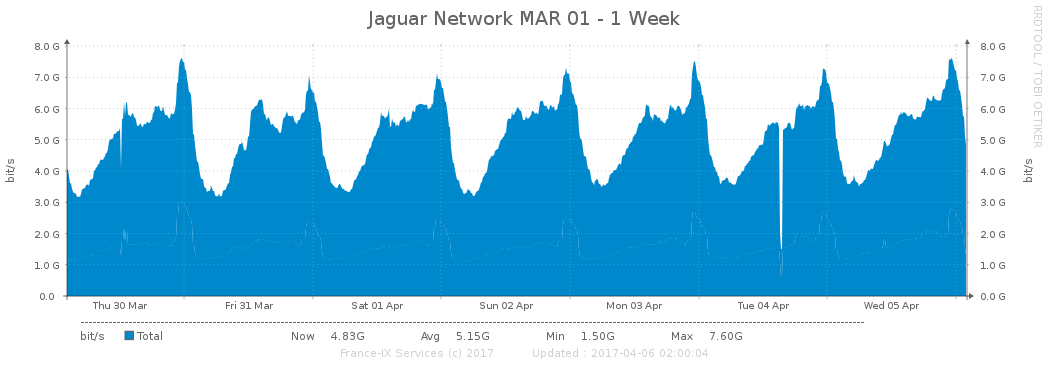 Jaguar Network MAR 01 - 1 Week
RRDTOOL / TOBI OETIKER
bit/s
8.0 G
7.0 G
6.0 G
5.0 G
4.0 G
3.0 G
2.0 G
1.0 G
0.0
8.0 G
7.0 G
6.0 G
5.0 G
4.0 G
3.0 G
2.0 G
1.0 G
0.0 G
bit/s
Thu 30 Mar Fri 31 Mar Sat 01 Apr Sun 02 Apr Mon 03 Apr Tue 04 Apr Wed 05 Apr
bit/s Total Now 4.83G Avg 5.15G Min 1.50G Max 7.60G
France-IX Services (c) 2017 Updated : 2017-04-06 02:00:04